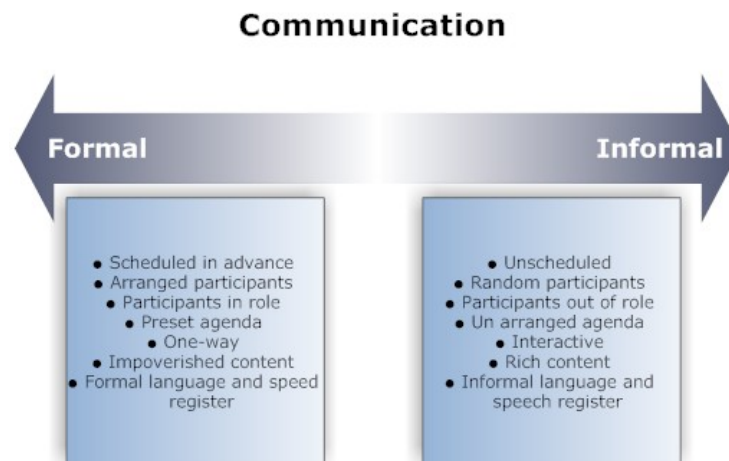 Communication
Formal
Informal
● Scheduled in advance
● Arranged participants
● Participants in role
● Preset agenda
● One-way
● Impoverished content
● Formal language and speed
register
● Unscheduled
● Random participants
● Participants out of role
● Un arranged agenda
● Interactive
● Rich content
● Informal language and
speech register